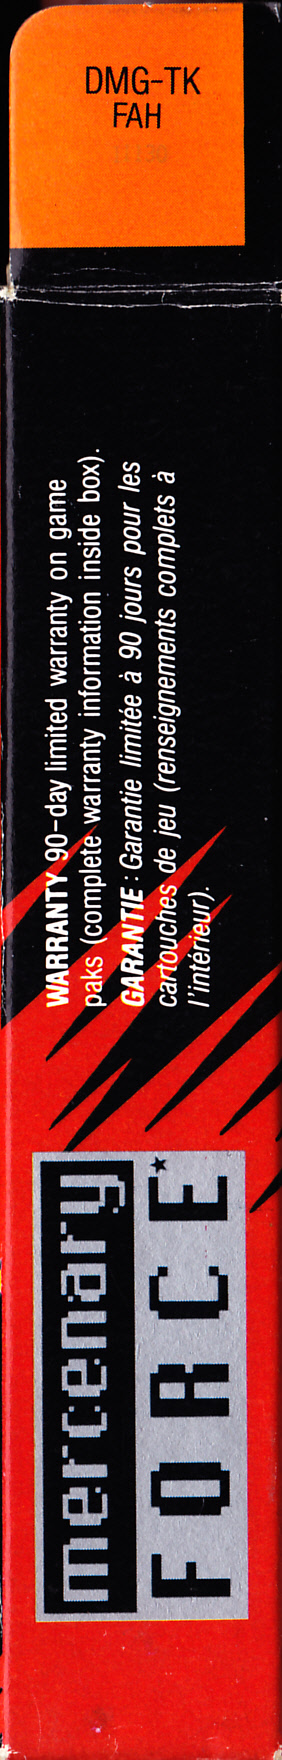 DMG-TK
FAH
WARRANTY 90-day limited warranty on game
paks (complete warranty information inside box).
GARANTIE : Garantie limitée à 90 jours pour les
cartouches de jeu (renseignements complets à
l'intérieur).
mercenary
FORCE